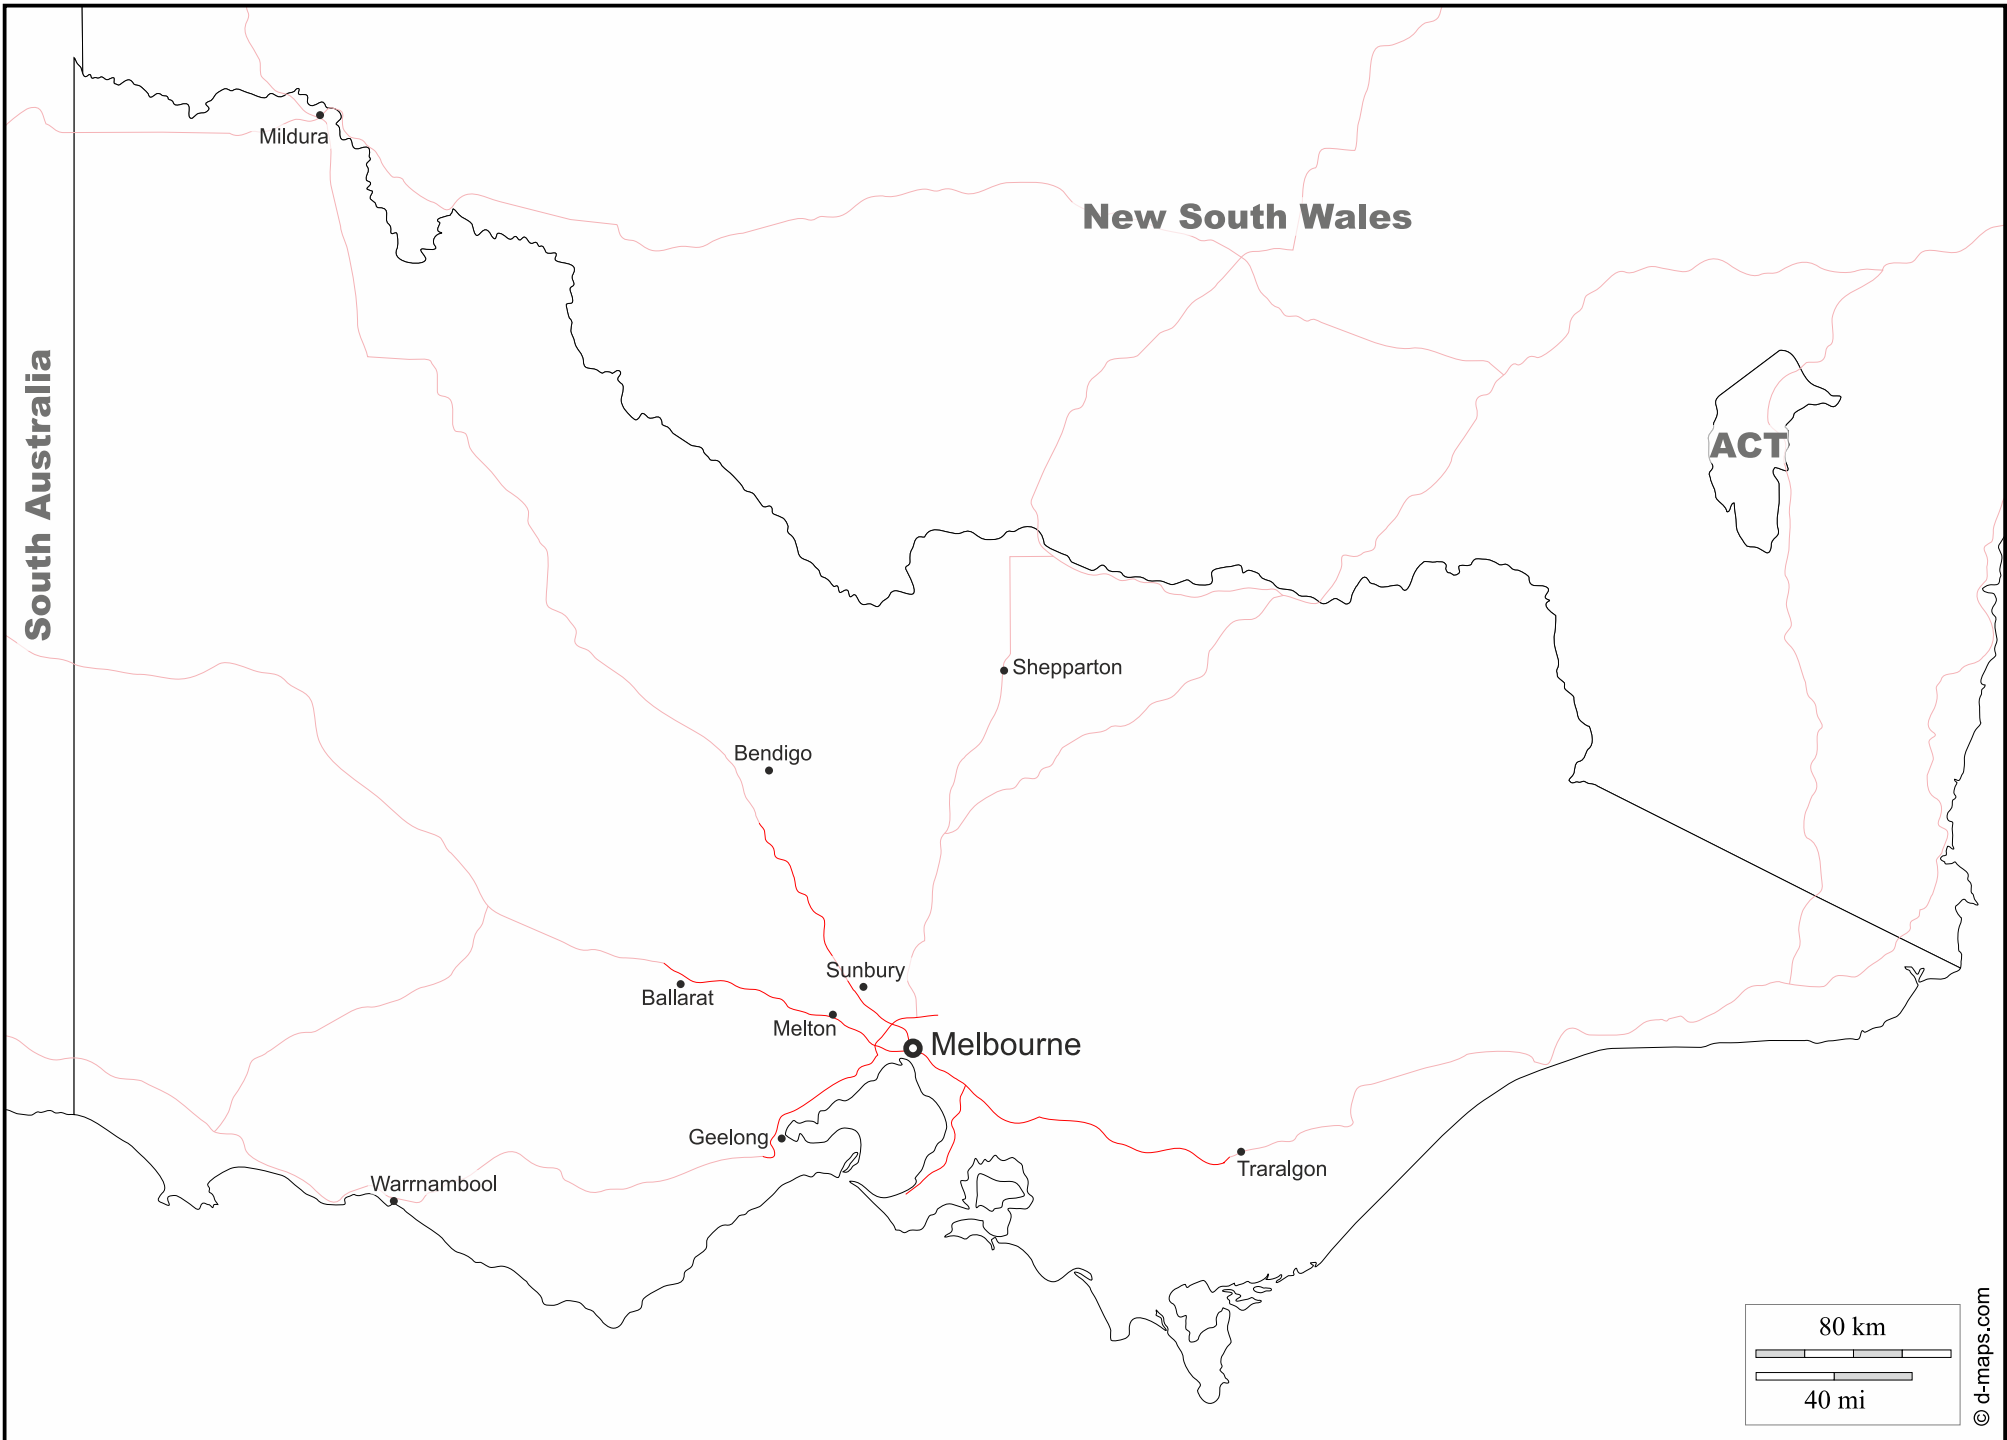 Mildura
New South Wales
South Australia
ACT
Shepparton
Bendigo
Sunbury
Ballarat
Melton
Melbourne
Geelong
Traralgon
Warrnambool
80 km
40 mi
© d-maps.com